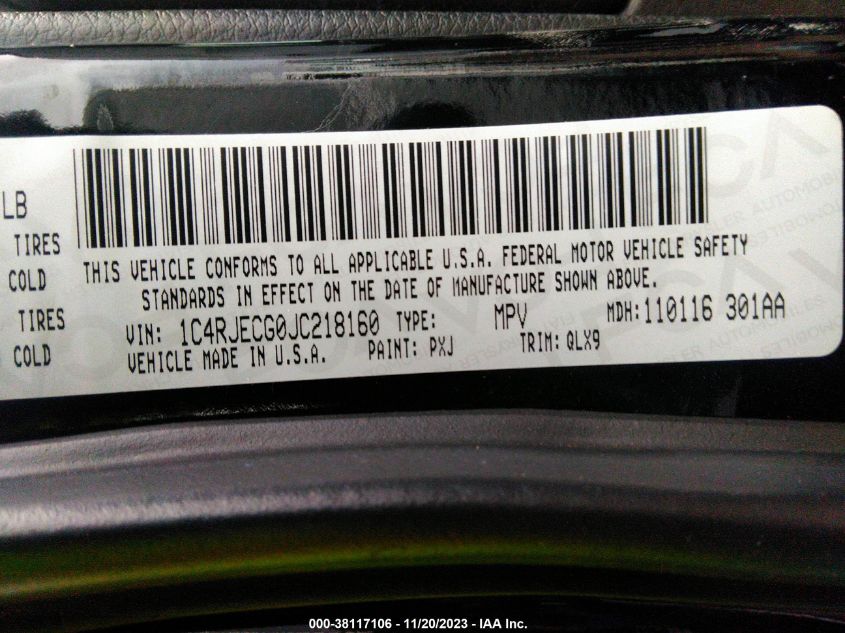 LB
TIRES
COLD
TIRES
COLD
THIS VEHICLE CONFORMS TO ALL APPLICABLE U.S.A. FEDERAL MOTOR VEHICLE SAFETY
STANDARDS IN EFFECT ON THE DATE OF MANUFACTURE SHOWN ABOVE.
VIN: 1C4RJECG0JC218160 TYPE: MPV MDH:110116 301AA
VEHICLE MADE IN U.S.A. PAINT: PXJ TRIM: QLX9
000-38117106 - 11/20/2023 - IAA Inc.